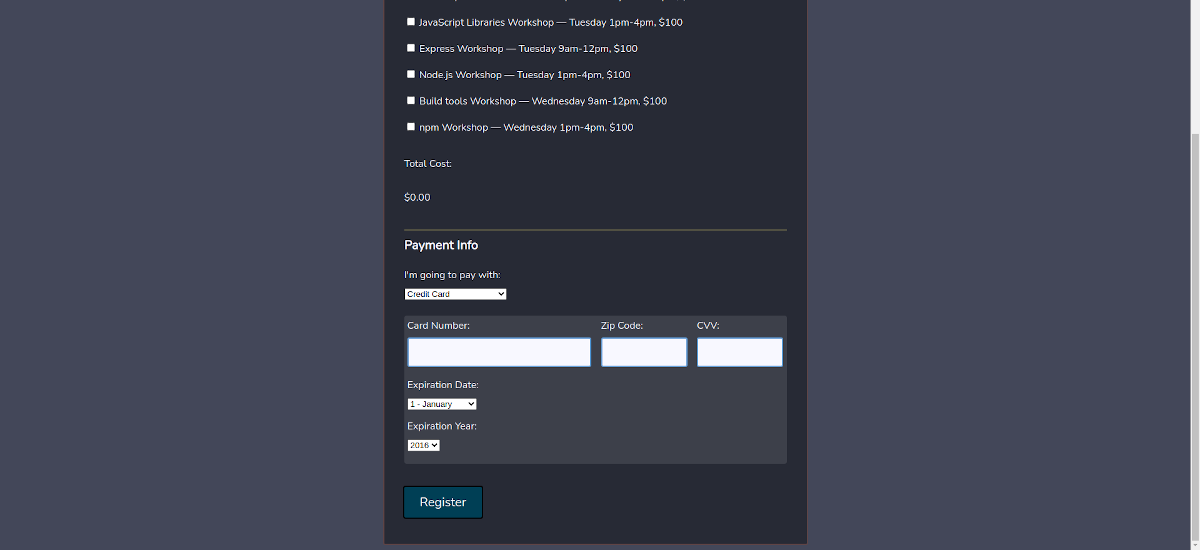 JavaScript Libraries Workshop — Tuesday 1pm-4pm, $100
Express Workshop — Tuesday 9am-12pm, $100
Node.js Workshop — Tuesday 1pm-4pm, $100
Build tools Workshop — Wednesday 9am-12pm, $100
npm Workshop — Wednesday 1pm-4pm, $100
Total Cost:
$0.00
Payment Info
I'm going to pay with:
Credit Card
Card Number: Zip Code: CVV:
Expiration Date:
1 - January
Expiration Year:
2016
Register